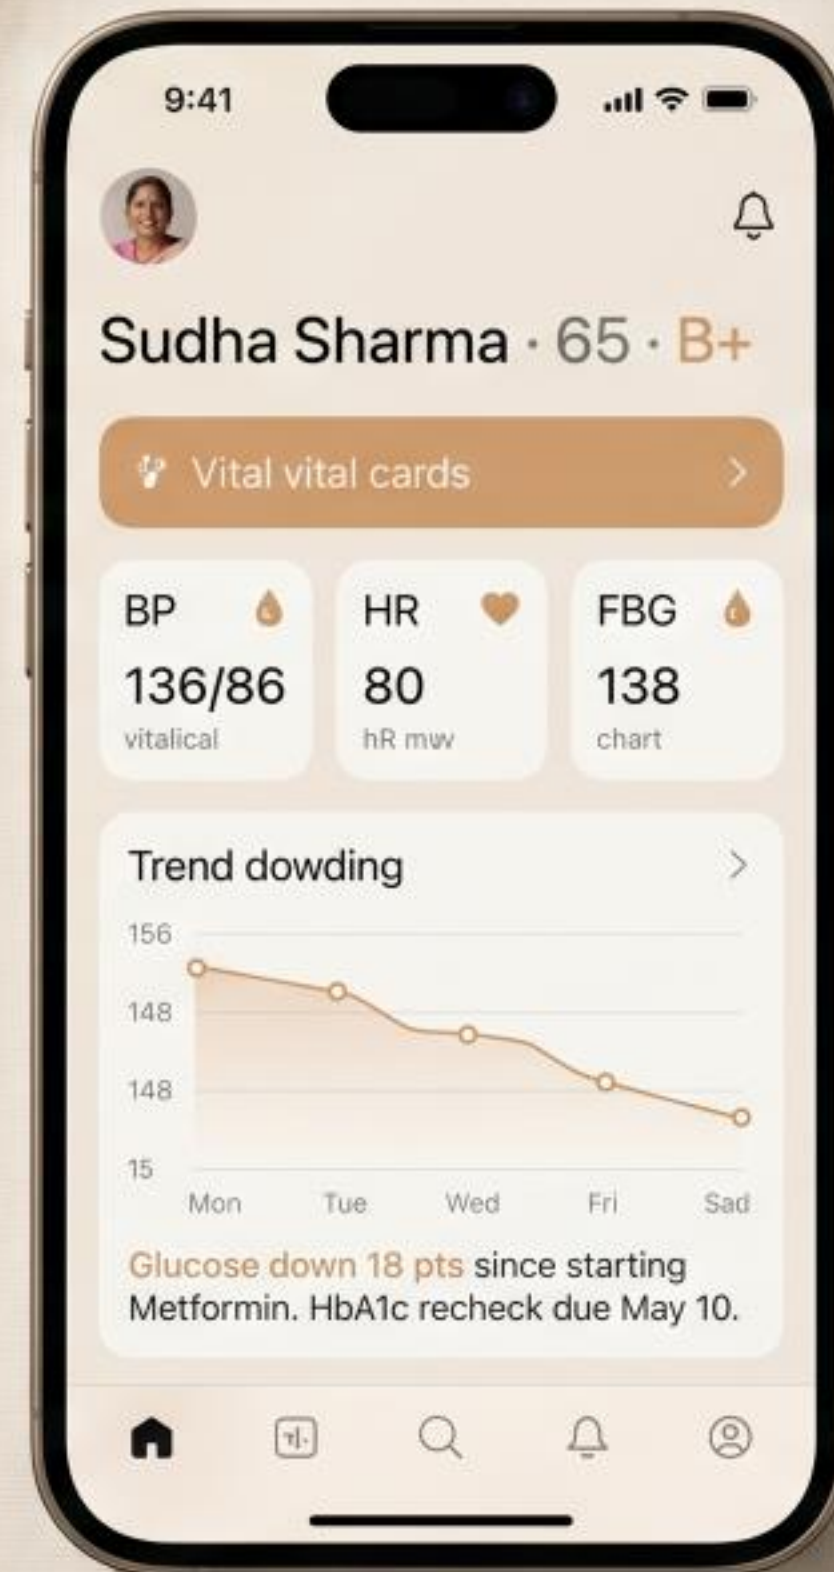 9:41
Sudha Sharma · 65 · B+
Vital vital cards
BP
136/86
vitalical
HR
80
hR mw
FBG
138
chart
Trend dowding
156
148
148
15
Mon Tue Wed Fri Sad
Glucose down 18 pts since starting
Metformin. HbA1c recheck due May 10.